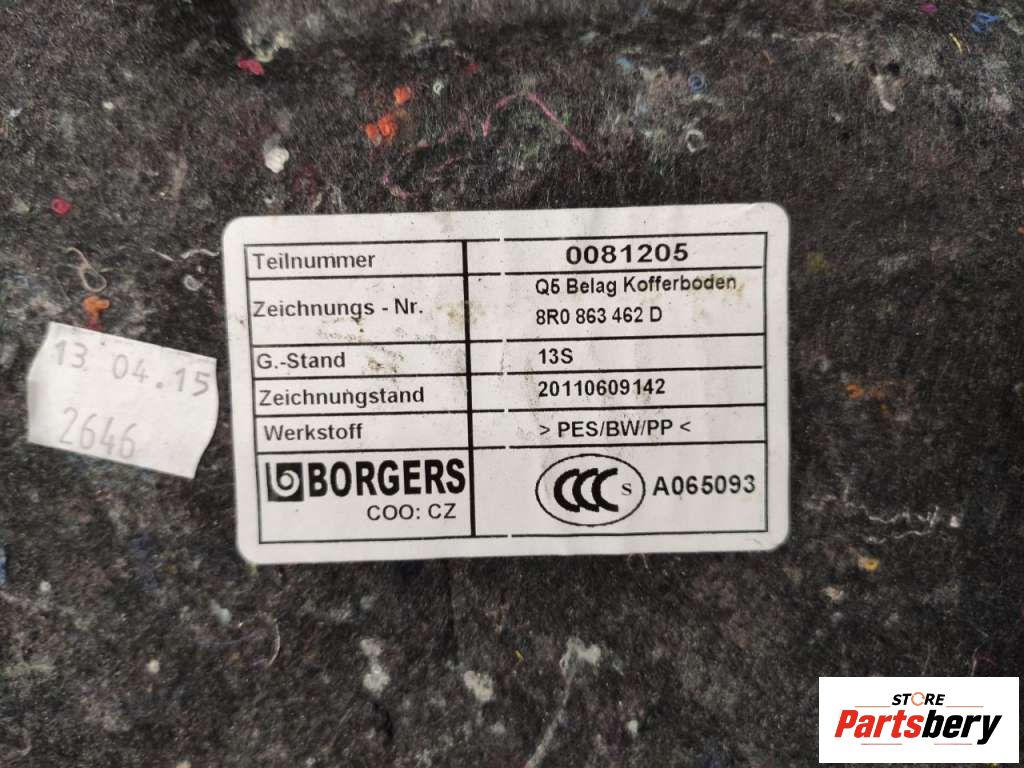 Teilnummer 0081205
Zeichnungs - Nr. Q5 Belag Kofferboden
8R0 863 462 D
G.-Stand 13S
Zeichnungstand 20110609142
Werkstoff > PES/BW/PP <
BORGERS CCC S A065093
COO: CZ
13. 04.15
2646
STORE
Partsbery